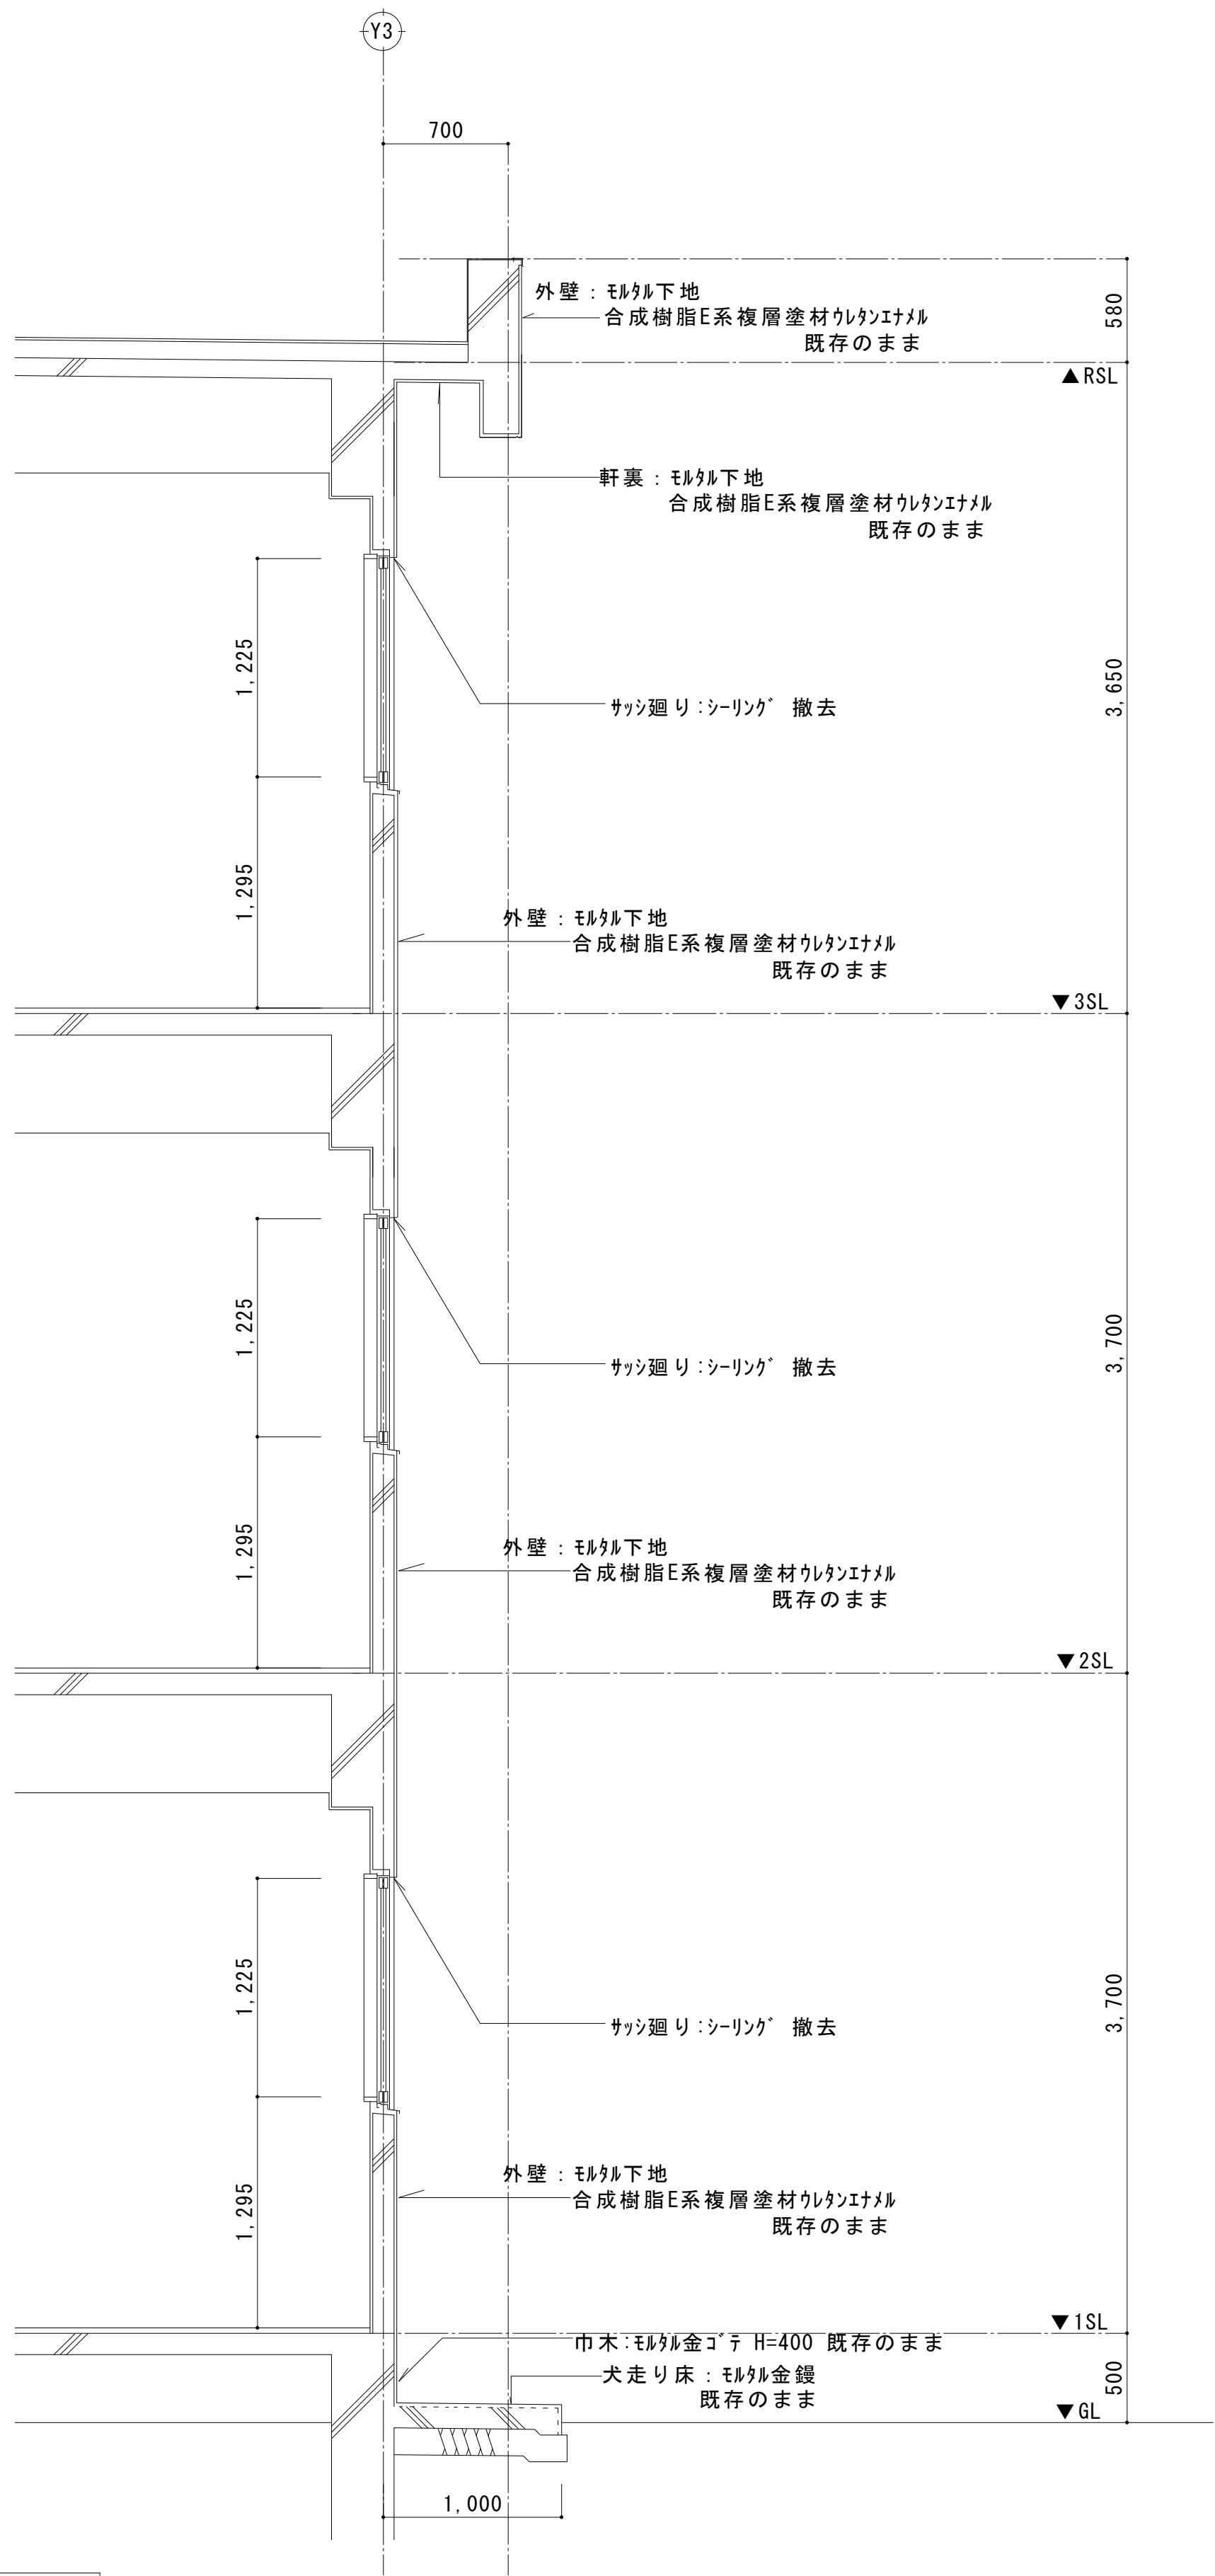 Y3
700
外壁：ﾓﾙﾀﾙ下地
合成樹脂E系複層塗材ｳﾚﾀﾝｴﾅﾒﾙ
既存のまま
580
▲RSL
軒裏：ﾓﾙﾀﾙ下地
合成樹脂E系複層塗材ｳﾚﾀﾝｴﾅﾒﾙ
既存のまま
1,225
3,650
ｻｯｼ廻り:ｼｰﾘﾝｸﾞ 撤去
1,295
外壁：ﾓﾙﾀﾙ下地
合成樹脂E系複層塗材ｳﾚﾀﾝｴﾅﾒﾙ
既存のまま
▼3SL
1,225
3,700
ｻｯｼ廻り:ｼｰﾘﾝｸﾞ 撤去
1,295
外壁：ﾓﾙﾀﾙ下地
合成樹脂E系複層塗材ｳﾚﾀﾝｴﾅﾒﾙ
既存のまま
▼2SL
1,225
3,700
ｻｯｼ廻り:ｼｰﾘﾝｸﾞ 撤去
1,295
外壁：ﾓﾙﾀﾙ下地
合成樹脂E系複層塗材ｳﾚﾀﾝｴﾅﾒﾙ
既存のまま
▼1SL
巾木:ﾓﾙﾀﾙ金ｺﾞﾃ H=400 既存のまま
犬走り床：ﾓﾙﾀﾙ金鏝
既存のまま
500
▼GL
1,000